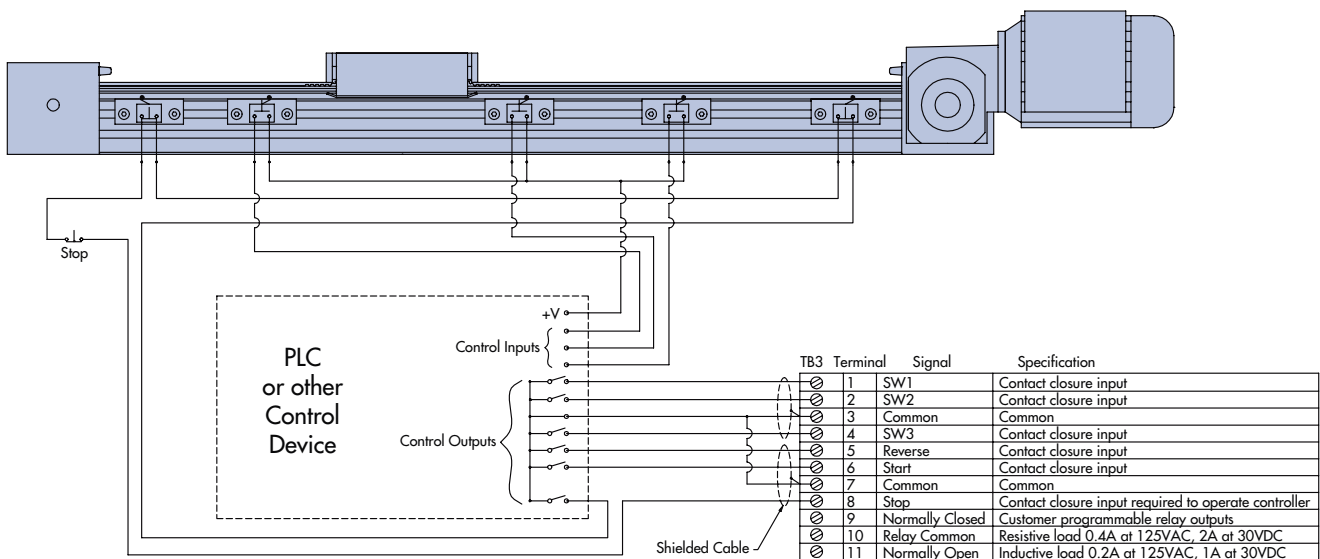 Stop
+V
Control Inputs
PLC
or other
Control
Device
Control Outputs
Shielded Cable
TB3 Terminal Signal Specification
1 SW1 Contact closure input
2 SW2 Contact closure input
3 Common Common
4 SW3 Contact closure input
5 Reverse Contact closure input
6 Start Contact closure input
7 Common Common
8 Stop Contact closure input required to operate controller
9 Normally Closed Customer programmable relay outputs
10 Relay Common Resistive load 0.4A at 125VAC, 2A at 30VDC
11 Normally Open Inductive load 0.2A at 125VAC, 1A at 30VDC